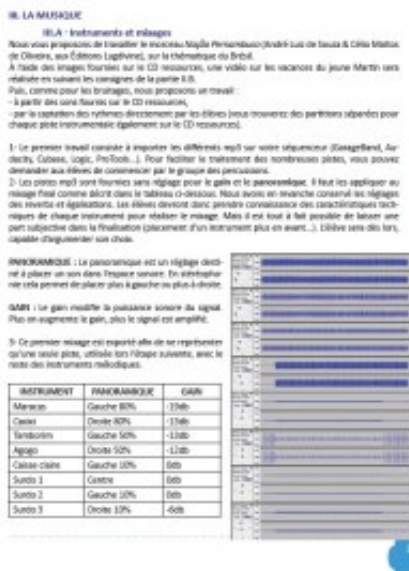 III. LA MUSIQUE
III.A - Instruments et mixages
Nous vous proposons de travailler le morceau Nação Pernambuco (André Luiz de Souza & Célio Mattos
de Oliveira, aux Éditions Lugdivine), sur la thématique du Brésil.
À l'aide des images fournies sur le CD ressources, une vidéo sur les vacances du jeune Martin sera
réalisée en suivant les consignes de la partie II.B.
Puis, comme pour les bruitages, nous proposons un travail :
- à partir des sons fournis sur le CD ressources,
- par la captation des rythmes directement par les élèves (vous trouverez des partitions séparées pour
chaque piste instrumentale également sur le CD ressources).
1- Le premier travail consiste à importer les différents mp3 sur votre séquenceur (GarageBand, Au-
dacity, Cubase, Logic, ProTools...). Pour faciliter le traitement des nombreuses pistes, vous pouvez
demander aux élèves de commencer par le groupe des percussions.
2- Les pistes mp3 sont fournies sans réglage pour le gain et le panoramique. Il faut les appliquer au
mixage final comme décrit dans le tableau ci-dessous. Nous avons en revanche conservé les réglages
des reverbs et égalisations. Les élèves devront donc prendre connaissance des caractéristiques tech-
niques de chaque instrument pour réaliser le mixage. Mais il est tout à fait possible de laisser une
part subjective dans la finalisation (placement d'un instrument plus en avant...). L'élève sera dès lors,
capable d'argumenter son choix.
PANORAMIQUE : Le panoramique est un réglage desti-
né à placer un son dans l'espace sonore. En stéréopho-
nie cela permet de placer plus à gauche ou plus à droite.
GAIN : Le gain modifie la puissance sonore du signal.
Plus on augmente le gain, plus le signal est amplifié.
3- Ce premier mixage est exporté afin de ne représenter
qu'une seule piste, utilisée lors l'étape suivante, avec le
reste des instruments mélodiques.
INSTRUMENT PANORAMIQUE GAIN
Maracas Gauche 80% -19db
Caxixi Droite 80% -15db
Tamborim Gauche 50% -13db
Agogo Droite 50% -12db
Caisse claire Gauche 10% 0db
Surdo 1 Centre 0db
Surdo 2 Gauche 10% 0db
Surdo 3 Droite 10% -6db